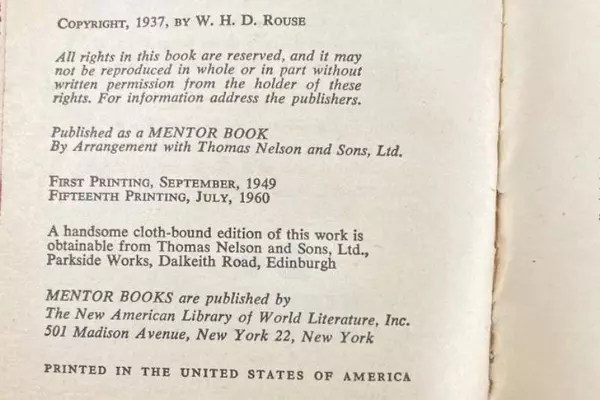 Copyright, 1937, by W. H. D. Rouse
All rights in this book are reserved, and it may
not be reproduced in whole or in part without
written permission from the holder of these
rights. For information address the publishers.
Published as a MENTOR BOOK
By Arrangement with Thomas Nelson and Sons, Ltd.
First Printing, September, 1949
Fifteenth Printing, July, 1960
A handsome cloth-bound edition of this work is
obtainable from Thomas Nelson and Sons, Ltd.,
Parkside Works, Dalkeith Road, Edinburgh
MENTOR BOOKS are published by
The New American Library of World Literature, Inc.
501 Madison Avenue, New York 22, New York
PRINTED IN THE UNITED STATES OF AMERICA